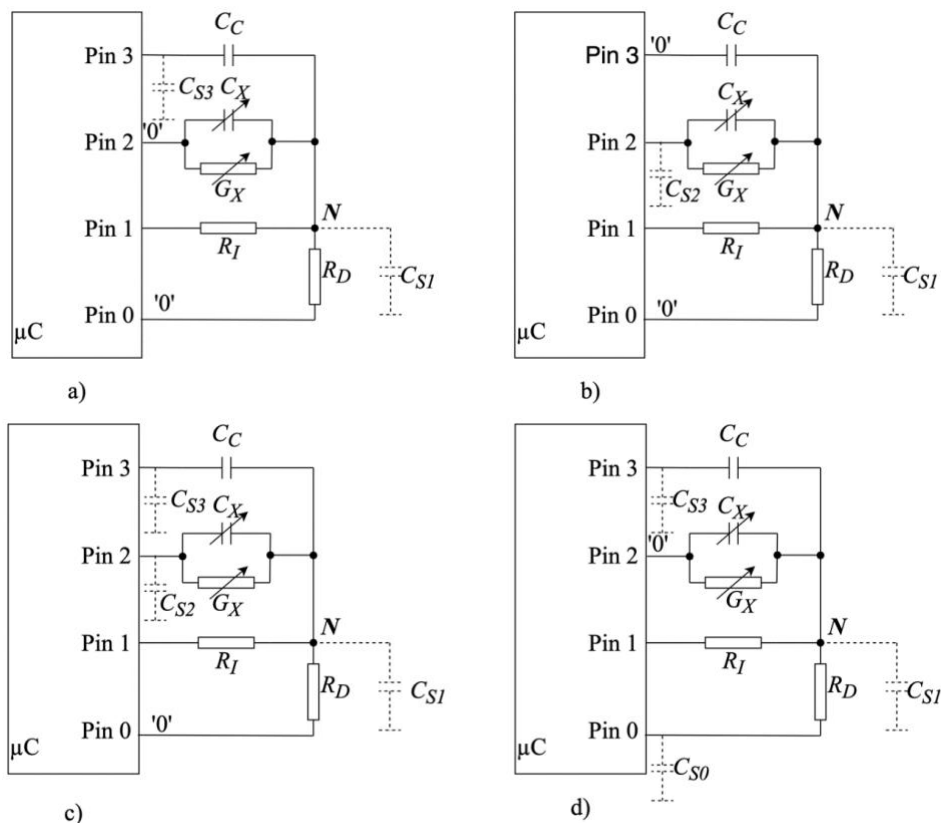 C_C
Pin 3
C_S3 C_X
'0'
Pin 2
G_X
Pin 1 N
R_I
R_D
C_S1
'0'
Pin 0
μC
a)
C_C
Pin 3 '0'
C_X
Pin 2
C_S2 G_X
Pin 1 N
R_I
R_D
C_S1
'0'
Pin 0
μC
b)
C_C
Pin 3
C_S3 C_X
Pin 2
C_S2 G_X
Pin 1 N
R_I
R_D C_S1
Pin 0 '0'
μC
c)
C_C
Pin 3
C_S3 C_X
'0'
Pin 2
G_X
Pin 1 N
R_I
R_D C_S1
Pin 0
μC
C_S0
d)